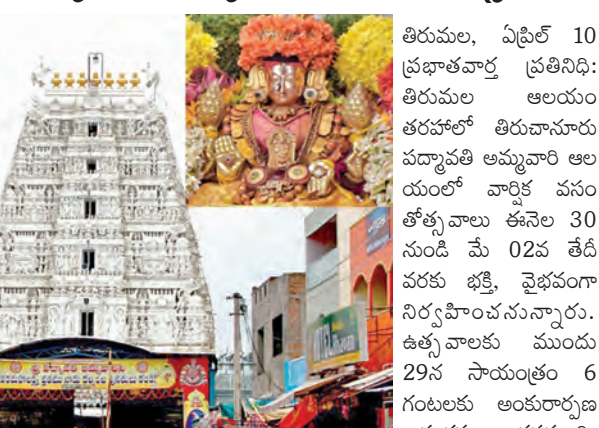 తిరుమల, ఏప్రిల్ 10
ప్రభాతవార్త ప్రతినిధి:
తిరుమల ఆలయం
తరహాలో తిరుచానూరు
పద్మావతి అమ్మవారి ఆల
యంలో వార్షిక వసం
తోత్సవాలు ఈనెల 30
నుండి మే 02వ తేదీ
వరకు భక్తి, వైభవంగా
నిర్వహించనున్నారు.
ఉత్సవాలకు ముందు
29న సాయంత్రం 6
గంటలకు అంకురార్పణ